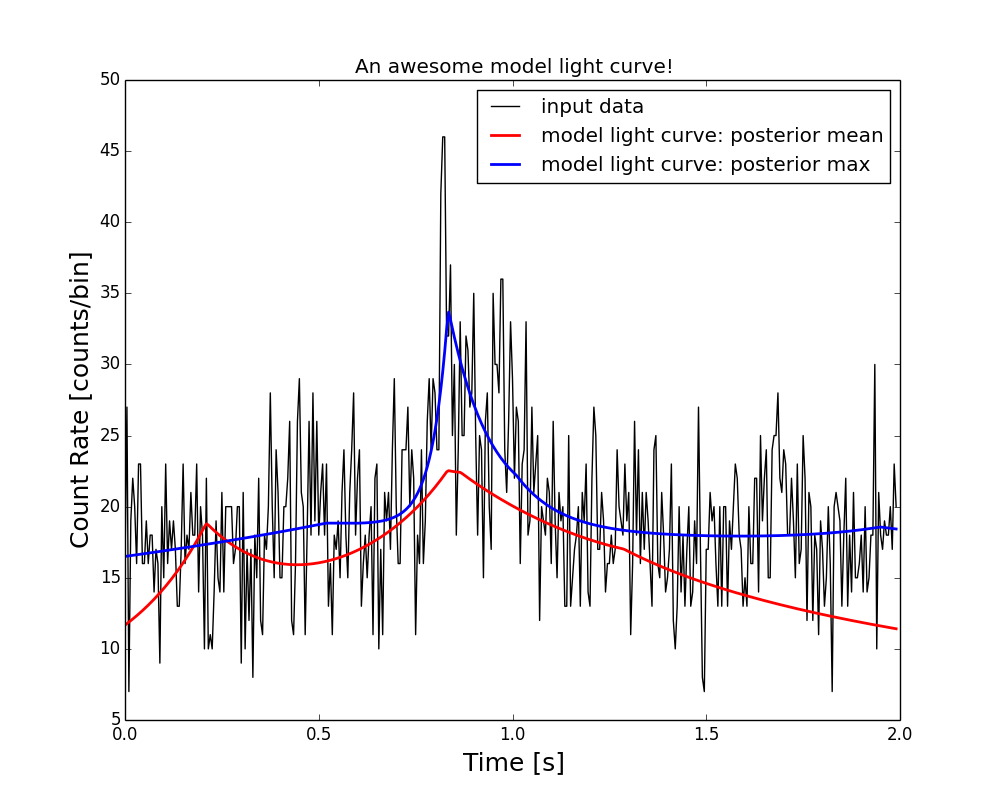 An awesome model light curve!
50
45
40
35
30
25
20
15
10
5
Count Rate [counts/bin]
input data
model light curve: posterior mean
model light curve: posterior max
0.0 0.5 1.0 1.5 2.0
Time [s]